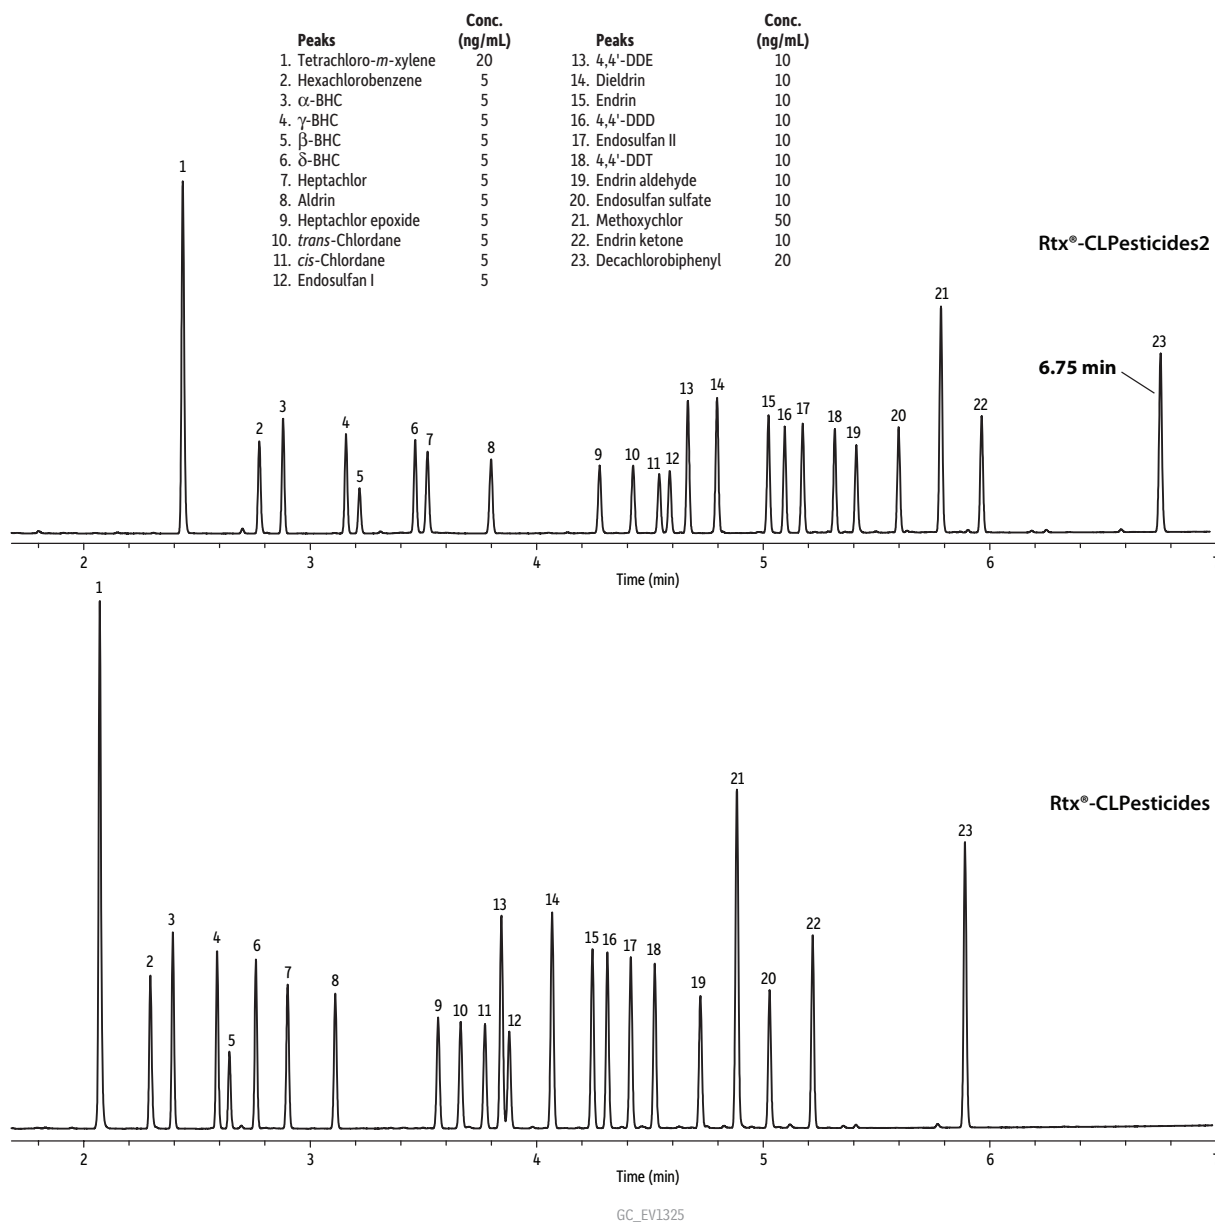 Peaks Conc. (ng/mL) Peaks Conc. (ng/mL)
1. Tetrachloro-m-xylene 20 13. 4,4'-DDE 10
2. Hexachlorobenzene 5 14. Dieldrin 10
3. α-BHC 5 15. Endrin 10
4. γ-BHC 5 16. 4,4'-DDD 10
5. β-BHC 5 17. Endosulfan II 10
6. δ-BHC 5 18. 4,4'-DDT 10
7. Heptachlor 5 19. Endrin aldehyde 10
8. Aldrin 5 20. Endosulfan sulfate 10
9. Heptachlor epoxide 5 21. Methoxychlor 50
10. trans-Chlordane 5 22. Endrin ketone 10
11. cis-Chlordane 5 23. Decachlorobiphenyl 20
12. Endosulfan I 5
Rtx®-CLPesticides2
6.75 min
1 2 3 4 5 6 7 8 9 10 11 12 13 14 15 16 17 18 19 20 21 22 23
2 3 4 5 6
Time (min)
Rtx®-CLPesticides
1 2 3 4 5 6 7 8 9 10 11 13 12 14 15 16 17 18 19 21 20 22 23
2 3 4 5 6
Time (min)
GC_EV1325